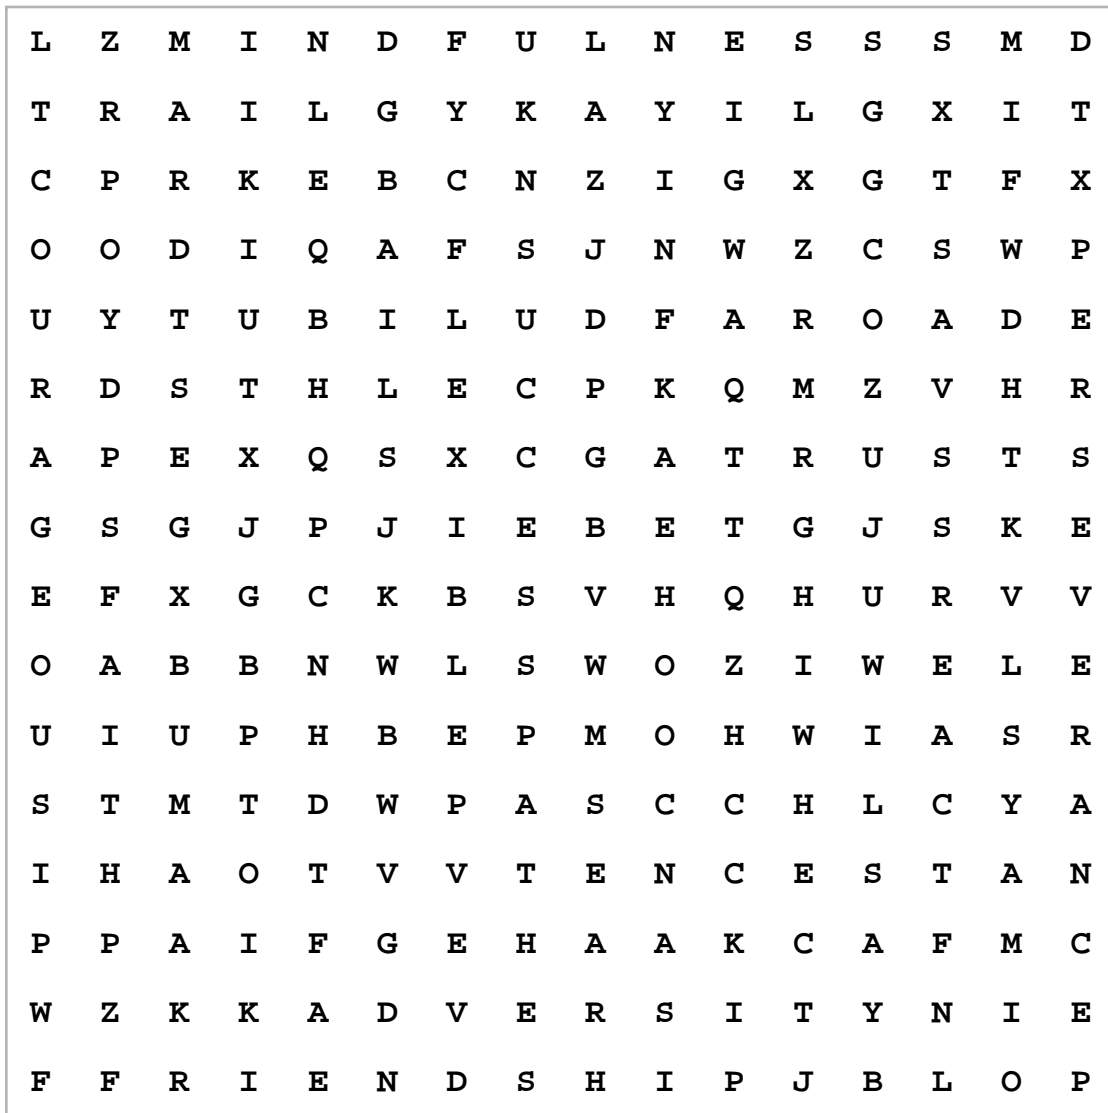 L Z M I N D F U L N E S S S M D
T R A I L G Y K A Y I L G X I T
C P R K E B C N Z I G X G T F X
O O D I Q A F S J N W Z C S W P
U Y T U B I L U D F A R O A D E
R D S T H L E C P K Q M Z V H R
A P E X Q S X C G A T R U S T S
G S G J P J I E B E T G J S K E
E F X G C K B S V H Q H U R V V
O A B B N W L S W O Z I W E L E
U I U P H B E P M O H W I A S R
S T M T D W P A S C C H L C Y A
I H A O T V V T E N C E S T A N
P P A I F G E H A A K C A F M C
W Z K K A D V E R S I T Y N I E
F F R I E N D S H I P J B L O P